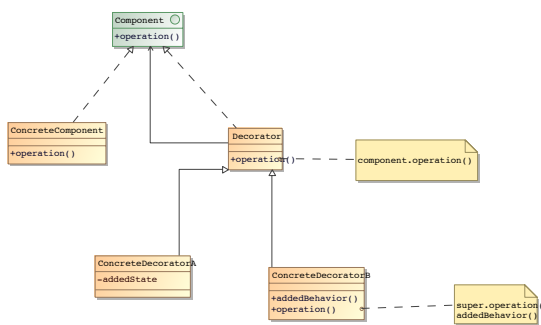 Component
+operation()
ConcreteComponent
+operation()
Decorator
+operation()
component.operation()
ConcreteDecoratorA
-addedState
ConcreteDecoratorB
+addedBehavior()
+operation()
super.operation(
addedBehavior()